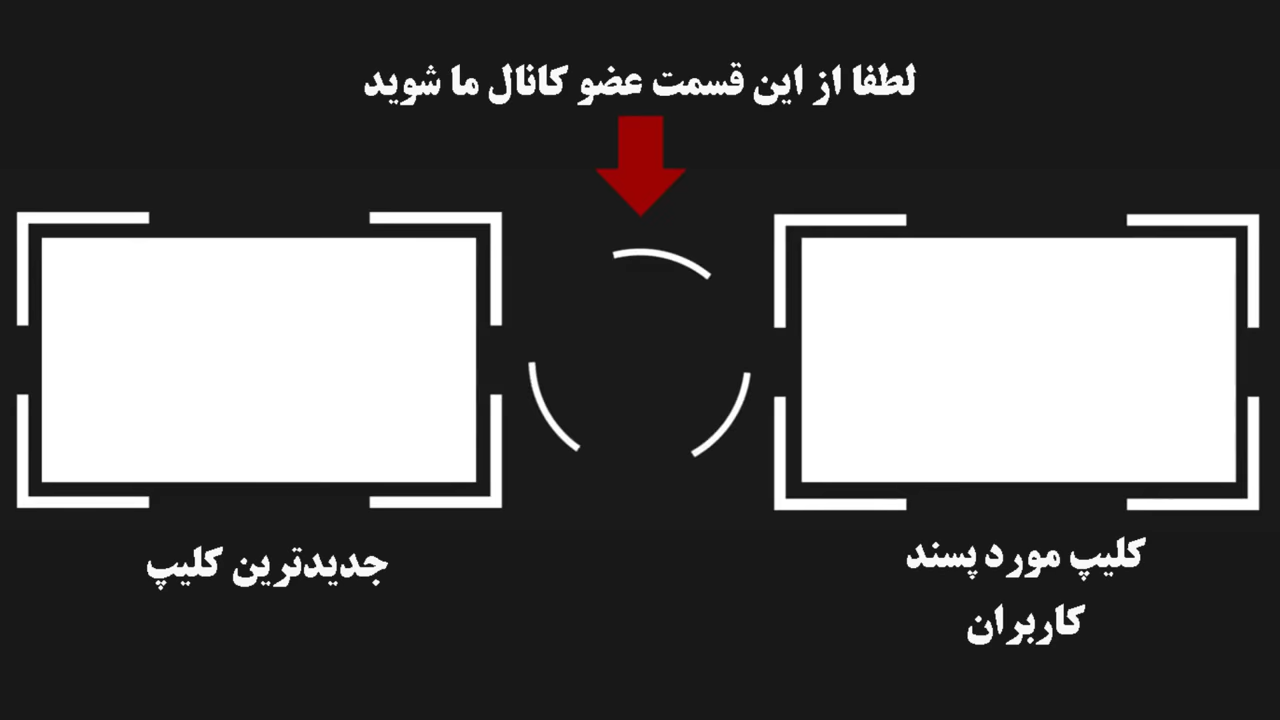 لطفا از این قسمت عضو کانال ما شوید
کلیپ مورد پسند
کاربران
جدیدترین کلیپ